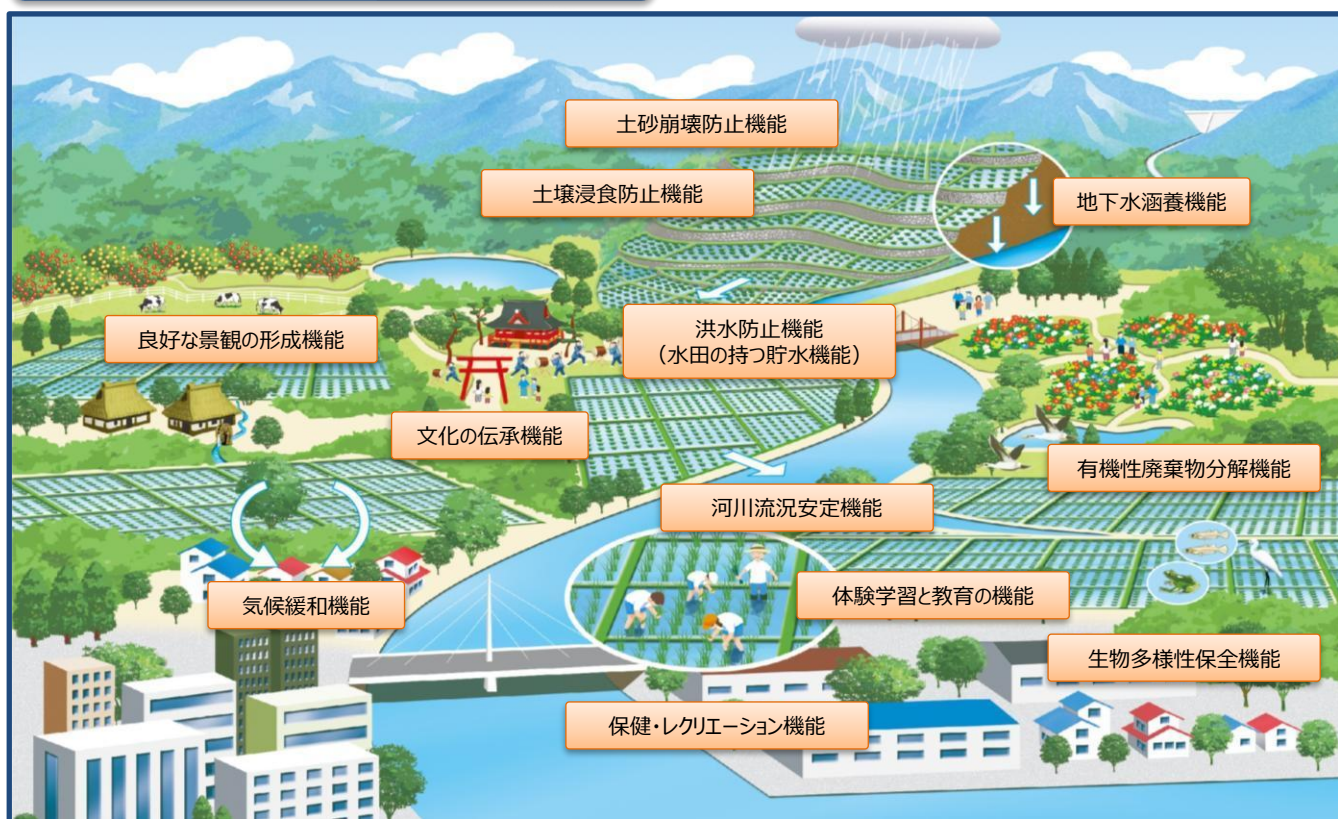 土砂崩壊防止機能
土壌浸食防止機能
地下水涵養機能
良好な景観の形成機能
洪水防止機能
（水田の持つ貯水機能）
文化の伝承機能
有機性廃棄物分解機能
河川流況安定機能
気候緩和機能
体験学習と教育の機能
生物多様性保全機能
保健・レクリエーション機能